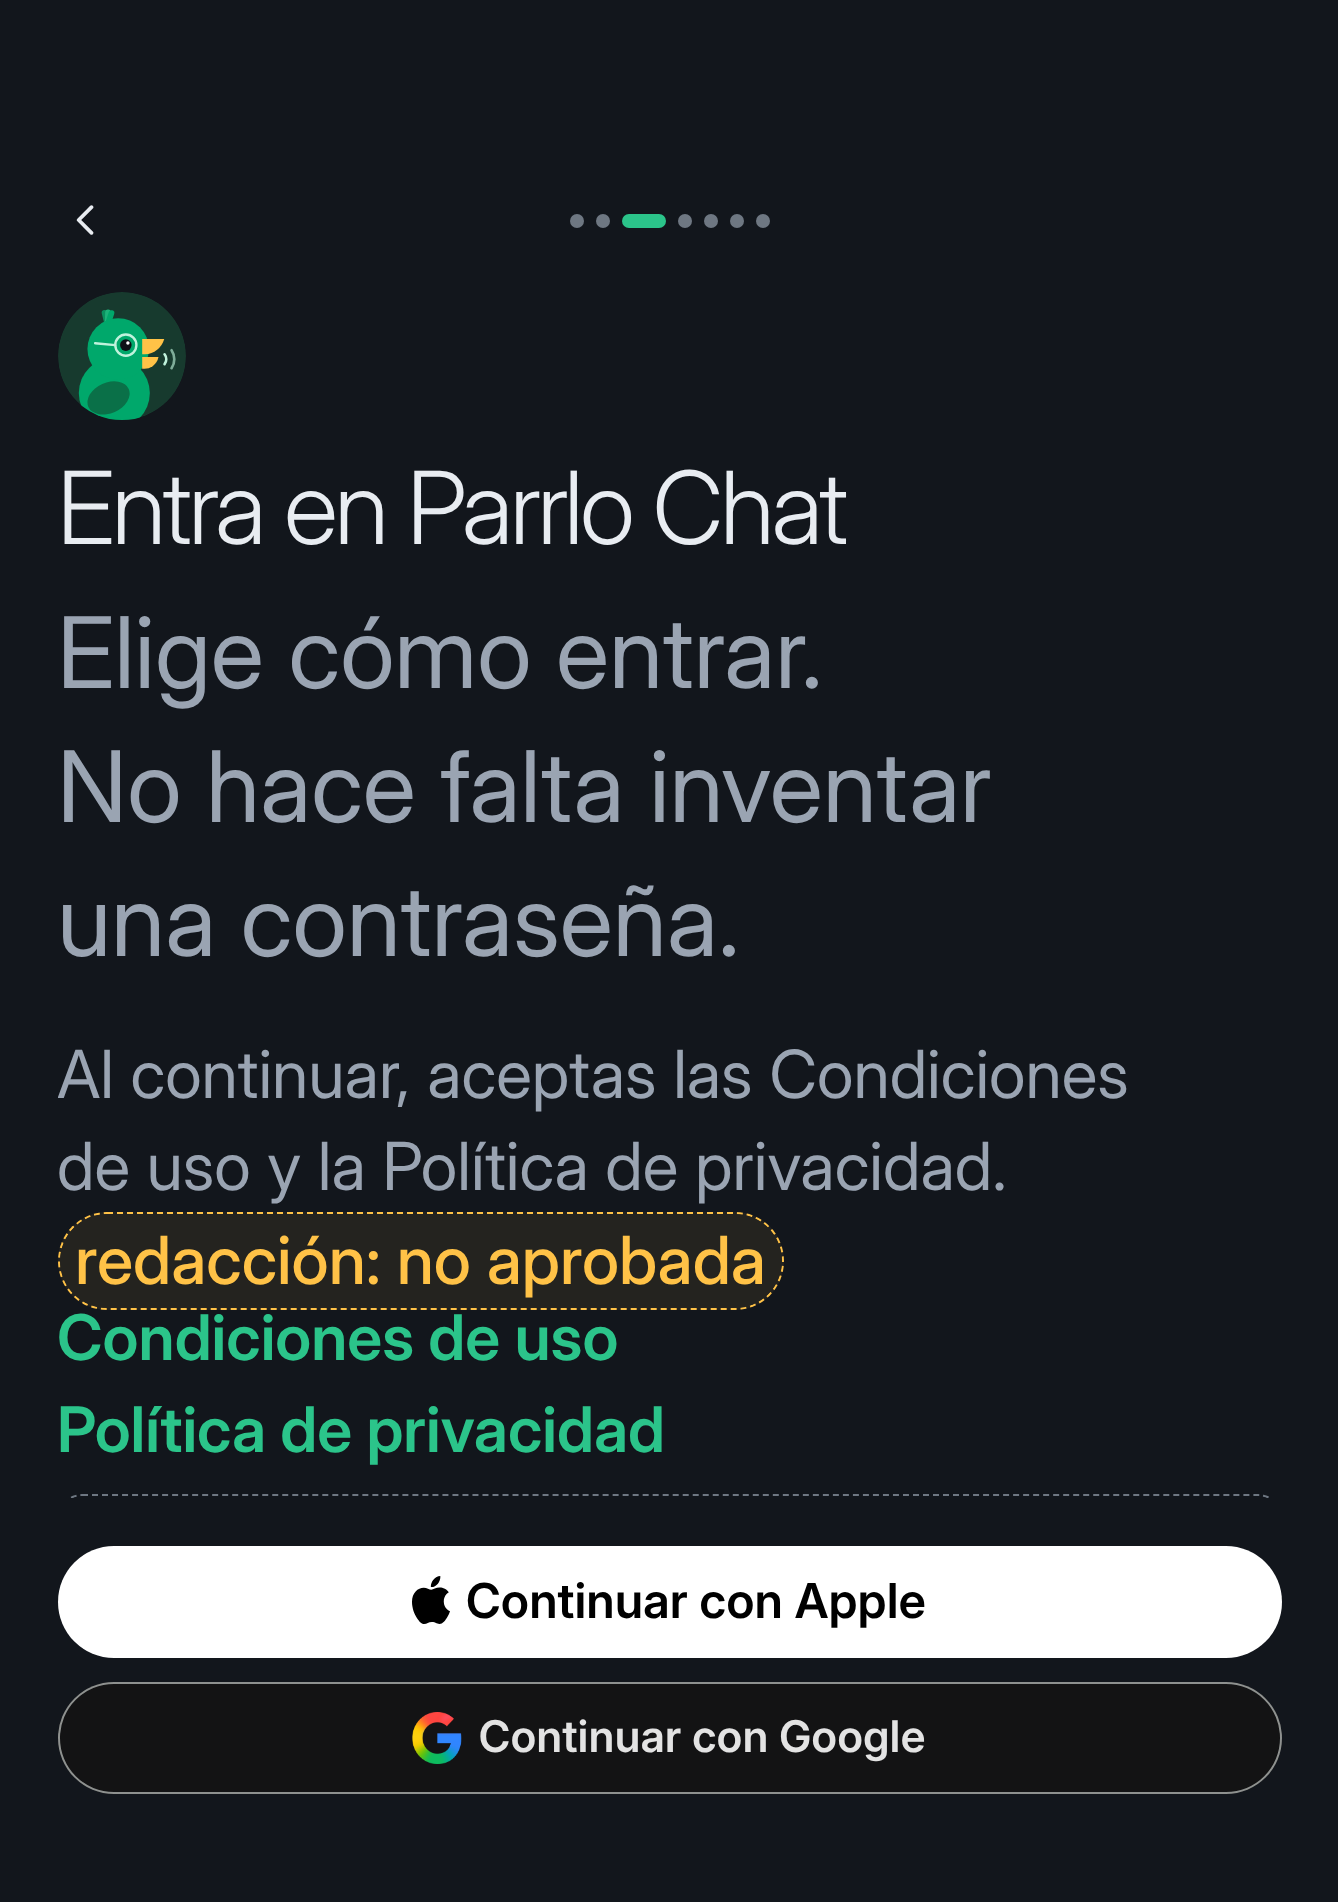 Entra en Parrlo Chat
Elige cómo entrar.
No hace falta inventar
una contraseña.
Al continuar, aceptas las Condiciones
de uso y la Política de privacidad.
redacción: no aprobada
Condiciones de uso
Política de privacidad
Continuar con Apple
Continuar con Google